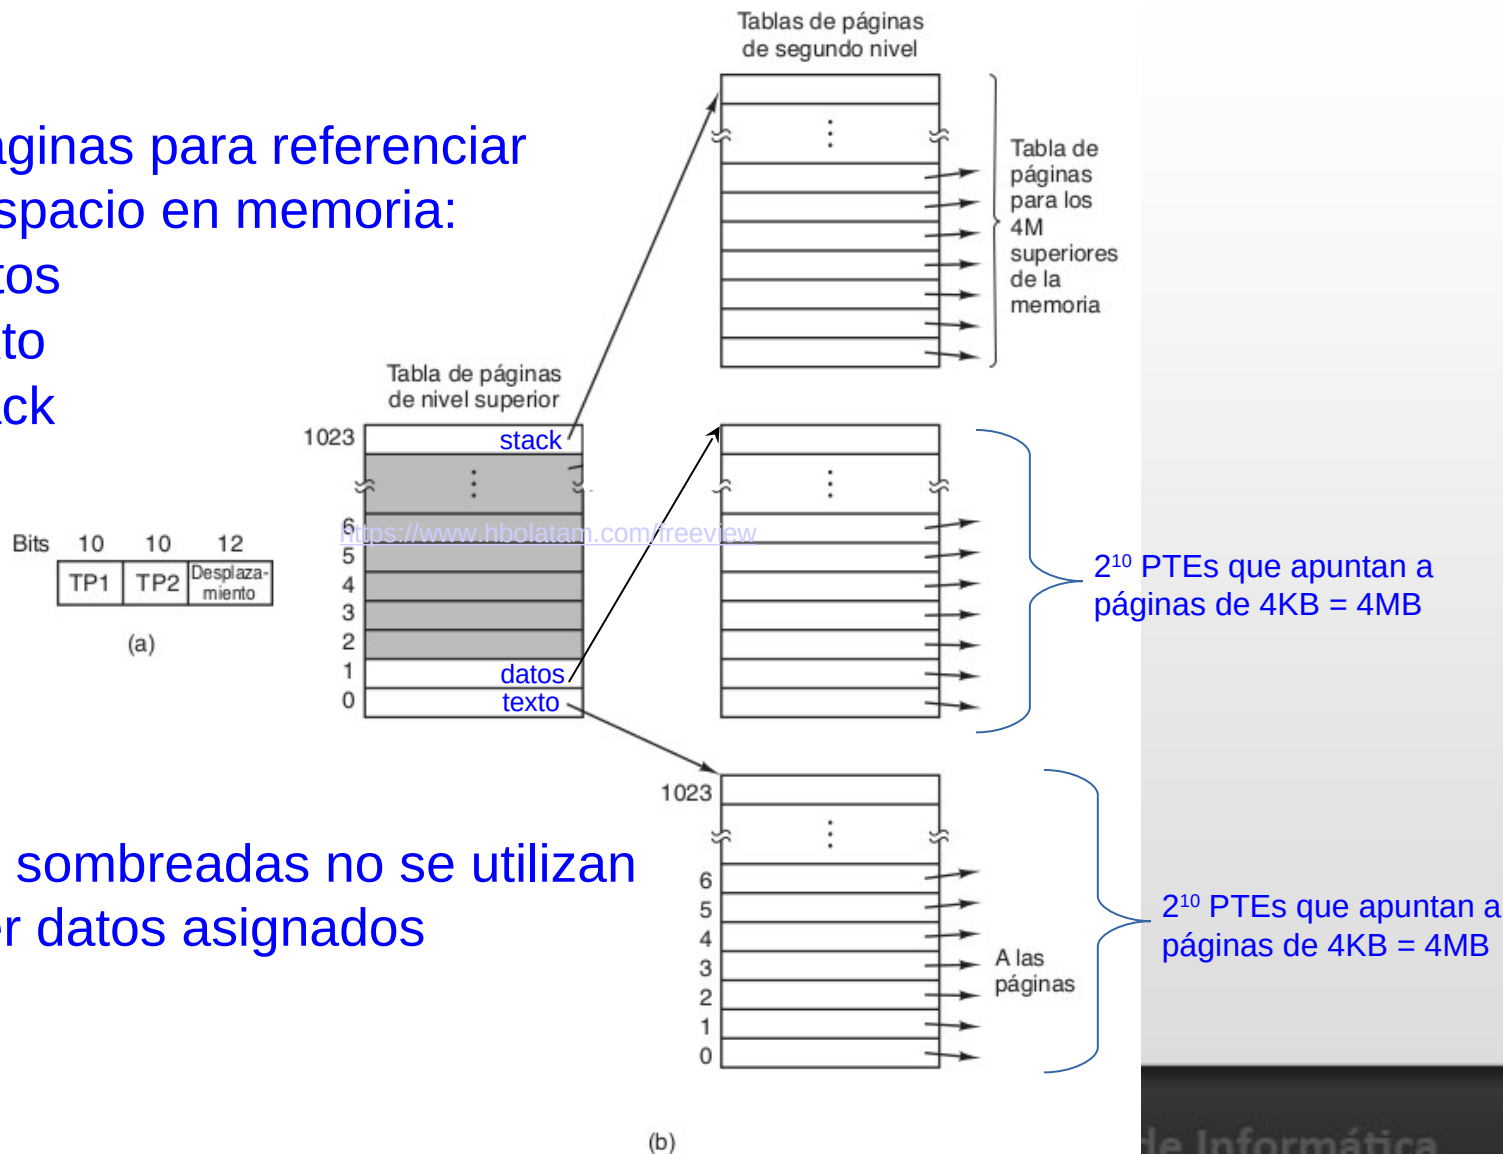 Tablas de páginas
de segundo nivel
áginas para referenciar
spacio en memoria:
tos
to
ack
Tabla de
páginas
para los
4M
superiores
de la
memoria
Tabla de páginas
de nivel superior
1023
stack
6
https://www.hbolatam.com/freeview
5
4
3
2
1
datos
0
texto
Bits 10 10 12
TP1 TP2 Desplaza-
miento
(a)
2¹⁰ PTEs que apuntan a
páginas de 4KB = 4MB
sombreadas no se utilizan
er datos asignados
1023
6
5
4
3
2
1
0
A las
páginas
2¹⁰ PTEs que apuntan a
páginas de 4KB = 4MB
(b)
de Informática